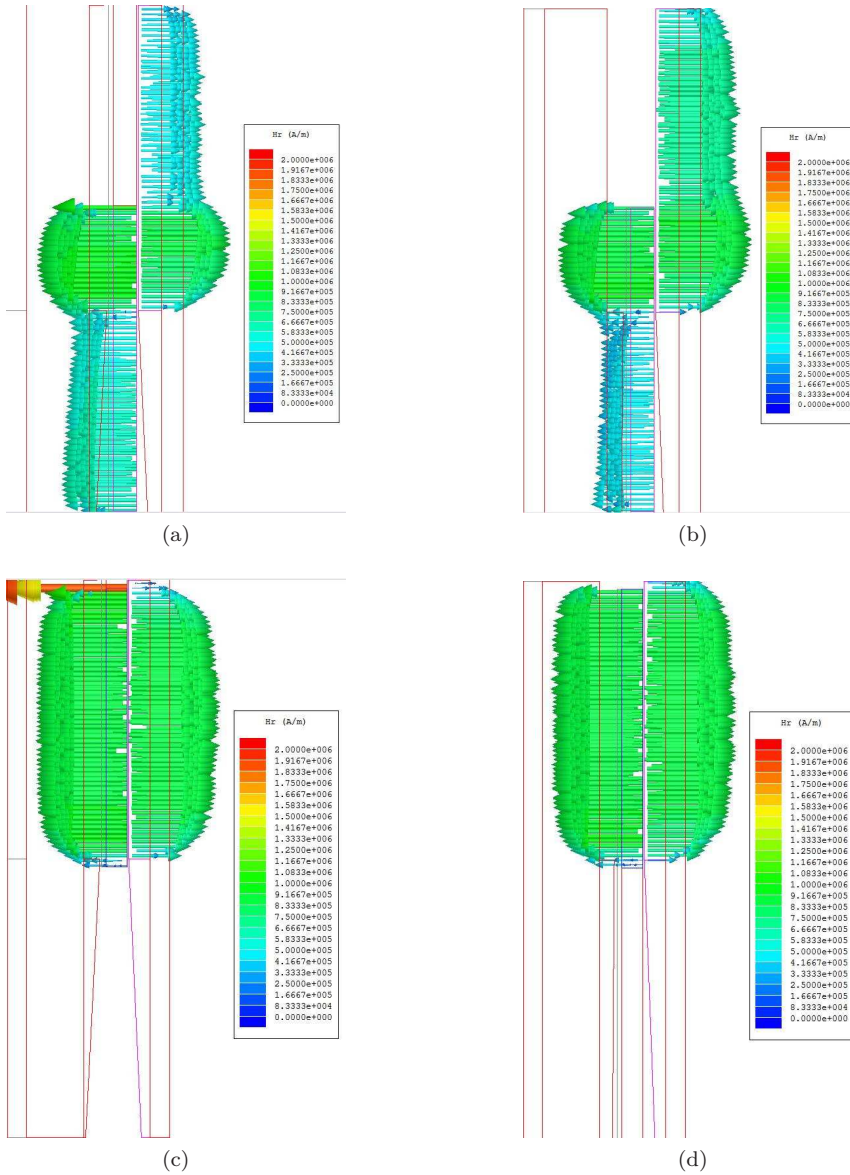 Hr (A/m)
2.0000e+006
1.9167e+006
1.8333e+006
1.7500e+006
1.6667e+006
1.5833e+006
1.5000e+006
1.4167e+006
1.3333e+006
1.2500e+006
1.1667e+006
1.0833e+006
1.0000e+006
9.1667e+005
8.3333e+005
7.5000e+005
6.6667e+005
5.8333e+005
5.0000e+005
4.1667e+005
3.3333e+005
2.5000e+005
1.6667e+005
8.3333e+004
0.0000e+000
(a)
Hr (A/m)
2.0000e+006
1.9167e+006
1.8333e+006
1.7500e+006
1.6667e+006
1.5833e+006
1.5000e+006
1.4167e+006
1.3333e+006
1.2500e+006
1.1667e+006
1.0833e+006
1.0000e+006
9.1667e+005
8.3333e+005
7.5000e+005
6.6667e+005
5.8333e+005
5.0000e+005
4.1667e+005
3.3333e+005
2.5000e+005
1.6667e+005
8.3333e+004
0.0000e+000
(b)
Hr (A/m)
2.0000e+006
1.9167e+006
1.8333e+006
1.7500e+006
1.6667e+006
1.5833e+006
1.5000e+006
1.4167e+006
1.3333e+006
1.2500e+006
1.1667e+006
1.0833e+006
1.0000e+006
9.1667e+005
8.3333e+005
7.5000e+005
6.6667e+005
5.8333e+005
5.0000e+005
4.1667e+005
3.3333e+005
2.5000e+005
1.6667e+005
8.3333e+004
0.0000e+000
(c)
Hr (A/m)
2.0000e+006
1.9167e+006
1.8333e+006
1.7500e+006
1.6667e+006
1.5833e+006
1.5000e+006
1.4167e+006
1.3333e+006
1.2500e+006
1.1667e+006
1.0833e+006
1.0000e+006
9.1667e+005
8.3333e+005
7.5000e+005
6.6667e+005
5.8333e+005
5.0000e+005
4.1667e+005
3.3333e+005
2.5000e+005
1.6667e+005
8.3333e+004
0.0000e+000
(d)